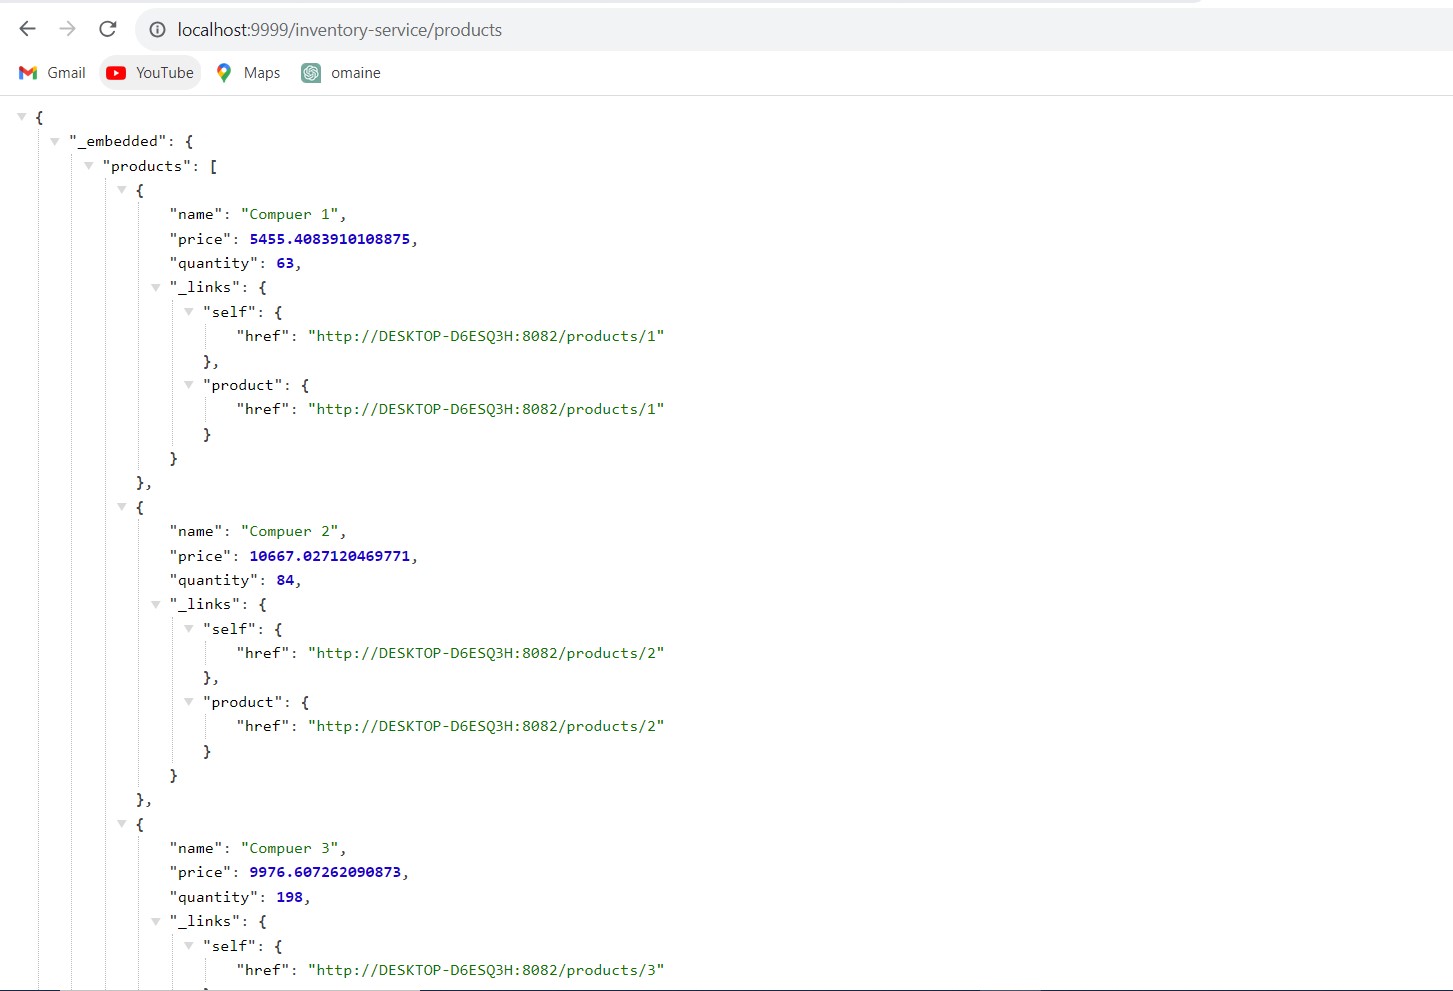 localhost:9999/inventory-service/products
Gmail YouTube Maps omaine
{
"_embedded": {
"products": [
{
"name": "Compuer 1",
"price": 5455.4083910108875,
"quantity": 63,
"_links": {
"self": {
"href": "http://DESKTOP-D6ESQ3H:8082/products/1"
},
"product": {
"href": "http://DESKTOP-D6ESQ3H:8082/products/1"
}
}
},
{
"name": "Compuer 2",
"price": 10667.027120469771,
"quantity": 84,
"_links": {
"self": {
"href": "http://DESKTOP-D6ESQ3H:8082/products/2"
},
"product": {
"href": "http://DESKTOP-D6ESQ3H:8082/products/2"
}
}
},
{
"name": "Compuer 3",
"price": 9976.607262090873,
"quantity": 198,
"_links": {
"self": {
"href": "http://DESKTOP-D6ESQ3H:8082/products/3"